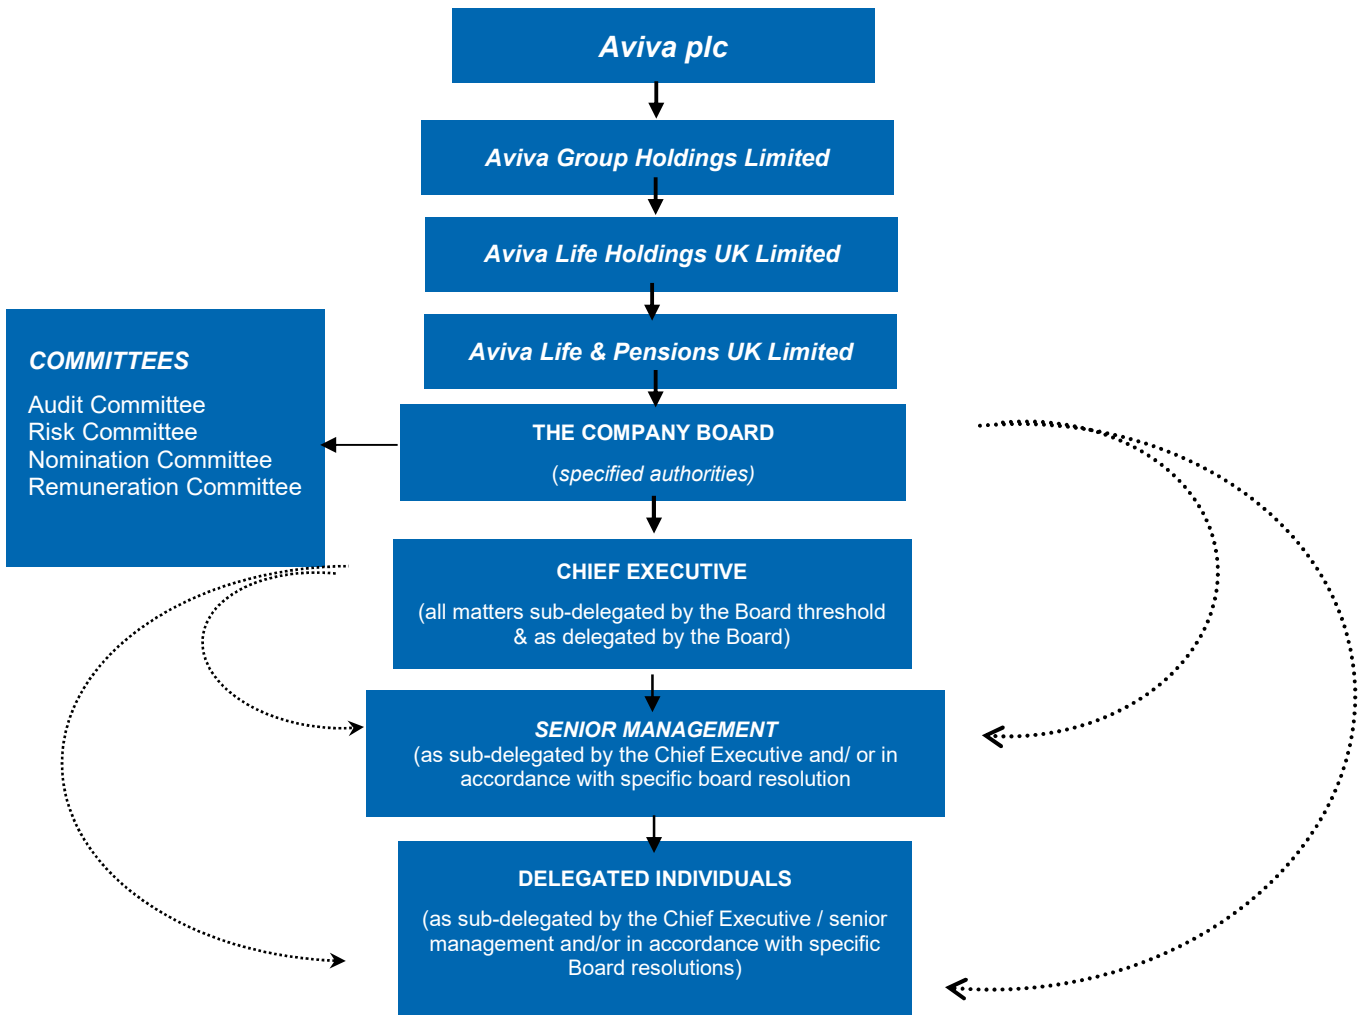 Aviva plc
Aviva Group Holdings Limited
Aviva Life Holdings UK Limited
Aviva Life & Pensions UK Limited
COMMITTEES
Audit Committee
Risk Committee
Nomination Committee
Remuneration Committee
THE COMPANY BOARD
(specified authorities)
CHIEF EXECUTIVE
(all matters sub-delegated by the Board threshold
& as delegated by the Board)
SENIOR MANAGEMENT
(as sub-delegated by the Chief Executive and/ or in
accordance with specific board resolution
DELEGATED INDIVIDUALS
(as sub-delegated by the Chief Executive / senior
management and/or in accordance with specific
Board resolutions)